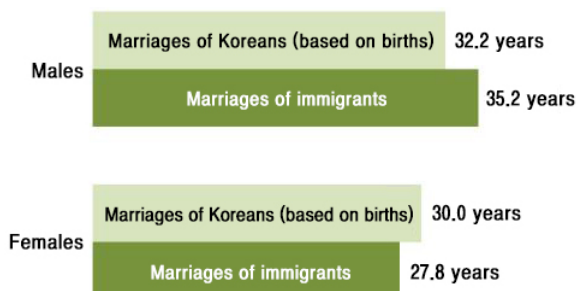 Males
Marriages of Koreans (based on births) 32.2 years
Marriages of immigrants 35.2 years
Females
Marriages of Koreans (based on births) 30.0 years
Marriages of immigrants 27.8 years